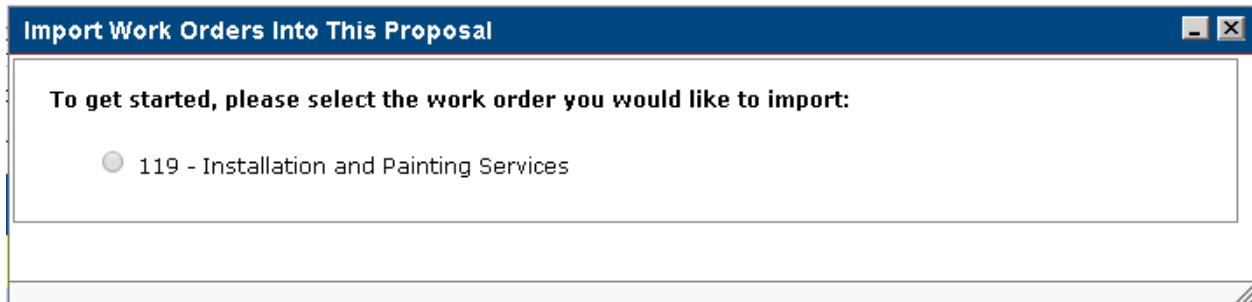 Import Work Orders Into This Proposal
To get started, please select the work order you would like to import:
119 - Installation and Painting Services